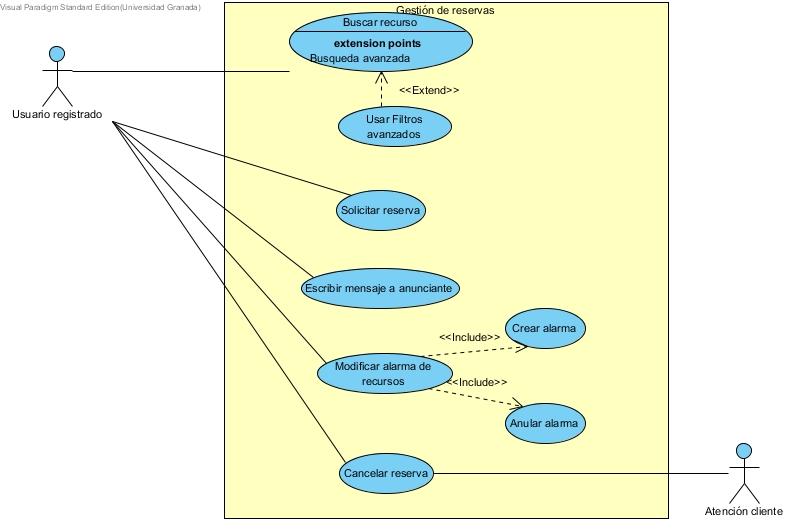 Visual Paradigm Standard Edition(Universidad Granada)
Gestión de reservas
Buscar recurso
extension points
Busqueda avanzada
<<Extend>>
Usuario registrado
Usar Filtros
avanzados
Solicitar reserva
Escribir mensaje a anunciante
Crear alarma
<<Include>>
Modificar alarma de
recursos
<<Include>>
Anular alarma
Cancelar reserva
Atención cliente